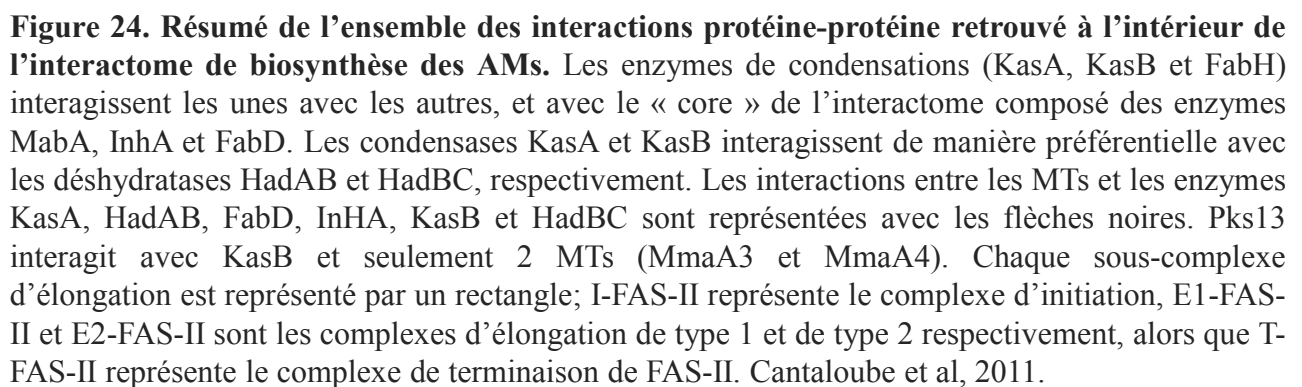 Figure 24. Résumé de l’ensemble des interactions protéine-protéine retrouvé à l’intérieur de
l’interactome de biosynthèse des AMs. Les enzymes de condensations (KasA, KasB et FabH)
interagissent les unes avec les autres, et avec le « core » de l’interactome composé des enzymes
MabA, InhA et FabD. Les condensases KasA et KasB interagissent de manière préférentielle avec
les déshydratases HadAB et HadBC, respectivement. Les interactions entre les MTs et les enzymes
KasA, HadAB, FabD, InHA, KasB et HadBC sont représentées avec les flèches noires. Pks13
interagit avec KasB et seulement 2 MTs (MmaA3 et MmaA4). Chaque sous-complexe
d’élongation est représenté par un rectangle; I-FAS-II représente le complexe d’initiation, E1-FAS-
II et E2-FAS-II sont les complexes d’élongation de type 1 et de type 2 respectivement, alors que T-
FAS-II représente le complexe de terminaison de FAS-II. Cantaloube et al, 2011.